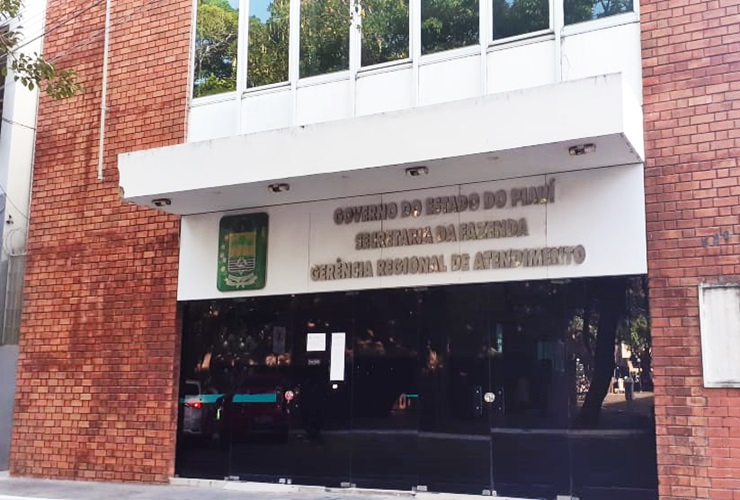 GOVERNO DO ESTADO DO PIAUÍ
SECRETARIA DA FAZENDA
GERÊNCIA REGIONAL DE ATENDIMENTO